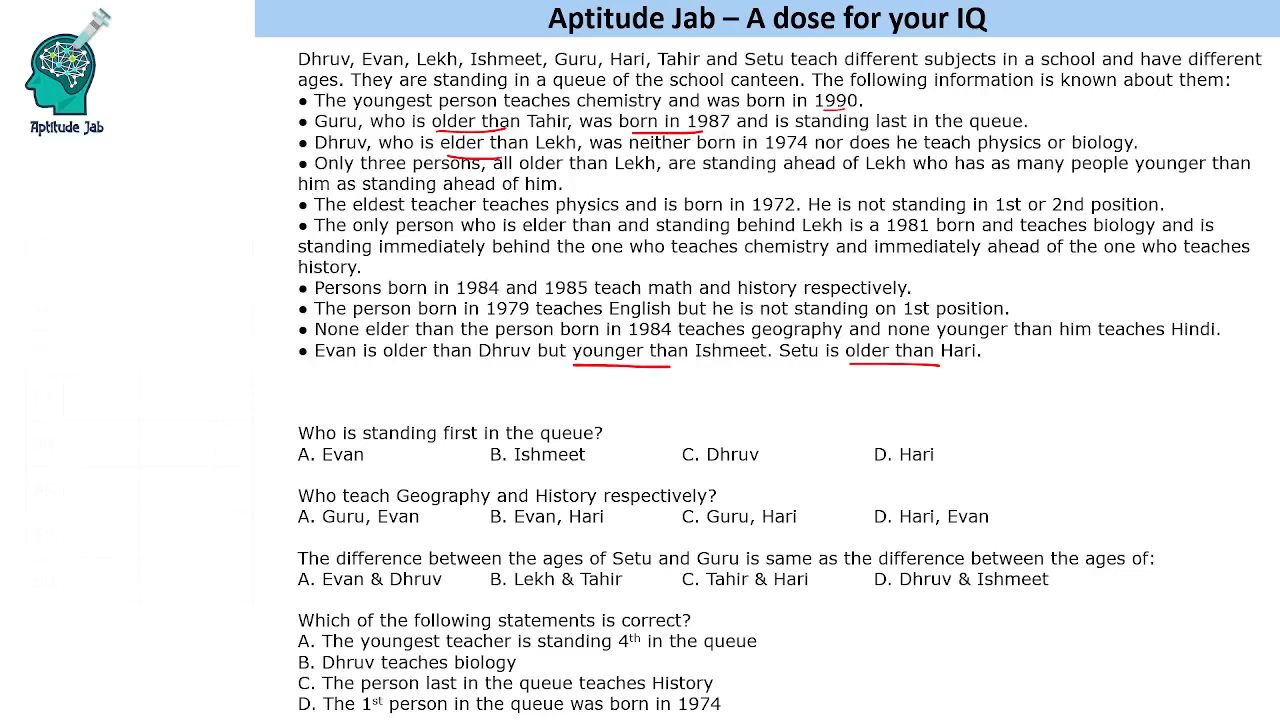 Aptitude Jab – A dose for your IQ
Aptitude Jab
Dhruv, Evan, Lekh, Ishmeet, Guru, Hari, Tahir and Setu teach different subjects in a school and have different
ages. They are standing in a queue of the school canteen. The following information is known about them:
● The youngest person teaches chemistry and was born in 1990.
● Guru, who is older than Tahir, was born in 1987 and is standing last in the queue.
● Dhruv, who is elder than Lekh, was neither born in 1974 nor does he teach physics or biology.
● Only three persons, all older than Lekh, are standing ahead of Lekh who has as many people younger than
him as standing ahead of him.
● The eldest teacher teaches physics and is born in 1972. He is not standing in 1st or 2nd position.
● The only person who is elder than and standing behind Lekh is a 1981 born and teaches biology and is
standing immediately behind the one who teaches chemistry and immediately ahead of the one who teaches
history.
● Persons born in 1984 and 1985 teach math and history respectively.
● The person born in 1979 teaches English but he is not standing on 1st position.
● None elder than the person born in 1984 teaches geography and none younger than him teaches Hindi.
● Evan is older than Dhruv but younger than Ishmeet. Setu is older than Hari.
Who is standing first in the queue?
A. Evan B. Ishmeet C. Dhruv D. Hari
Who teach Geography and History respectively?
A. Guru, Evan B. Evan, Hari C. Guru, Hari D. Hari, Evan
The difference between the ages of Setu and Guru is same as the difference between the ages of:
A. Evan & Dhruv B. Lekh & Tahir C. Tahir & Hari D. Dhruv & Ishmeet
Which of the following statements is correct?
A. The youngest teacher is standing 4th in the queue
B. Dhruv teaches biology
C. The person last in the queue teaches History
D. The 1st person in the queue was born in 1974